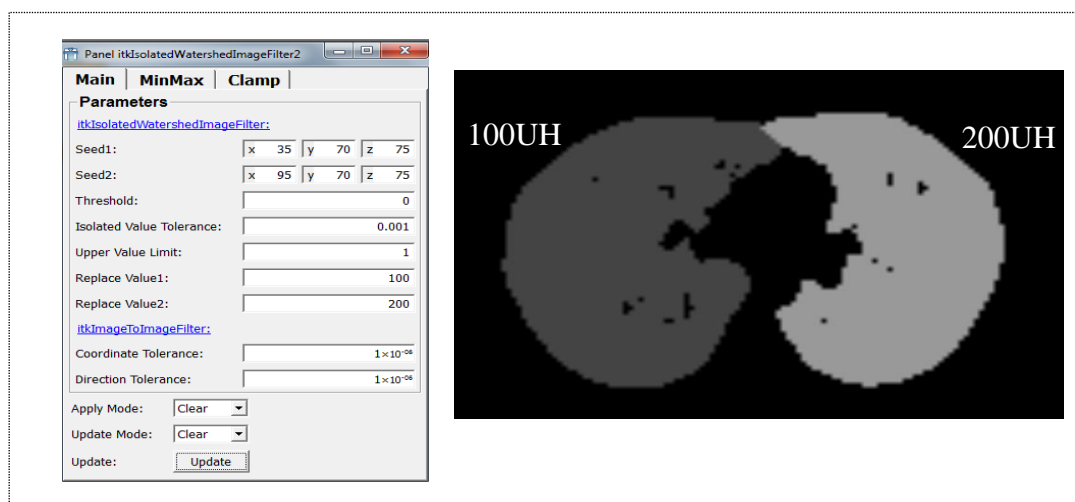 Panel itkIsolatedWatershedImageFilter2
Main MinMax Clamp
Parameters
itkIsolatedWatershedImageFilter:
Seed1: x 35 y 70 z 75
Seed2: x 95 y 70 z 75
Threshold: 0
Isolated Value Tolerance: 0.001
Upper Value Limit: 1
Replace Value1: 100
Replace Value2: 200
itkImageToImageFilter:
Coordinate Tolerance: 1×10⁻⁰⁶
Direction Tolerance: 1×10⁻⁰⁶
Apply Mode: Clear
Update Mode: Clear
Update: Update
100UH
200UH